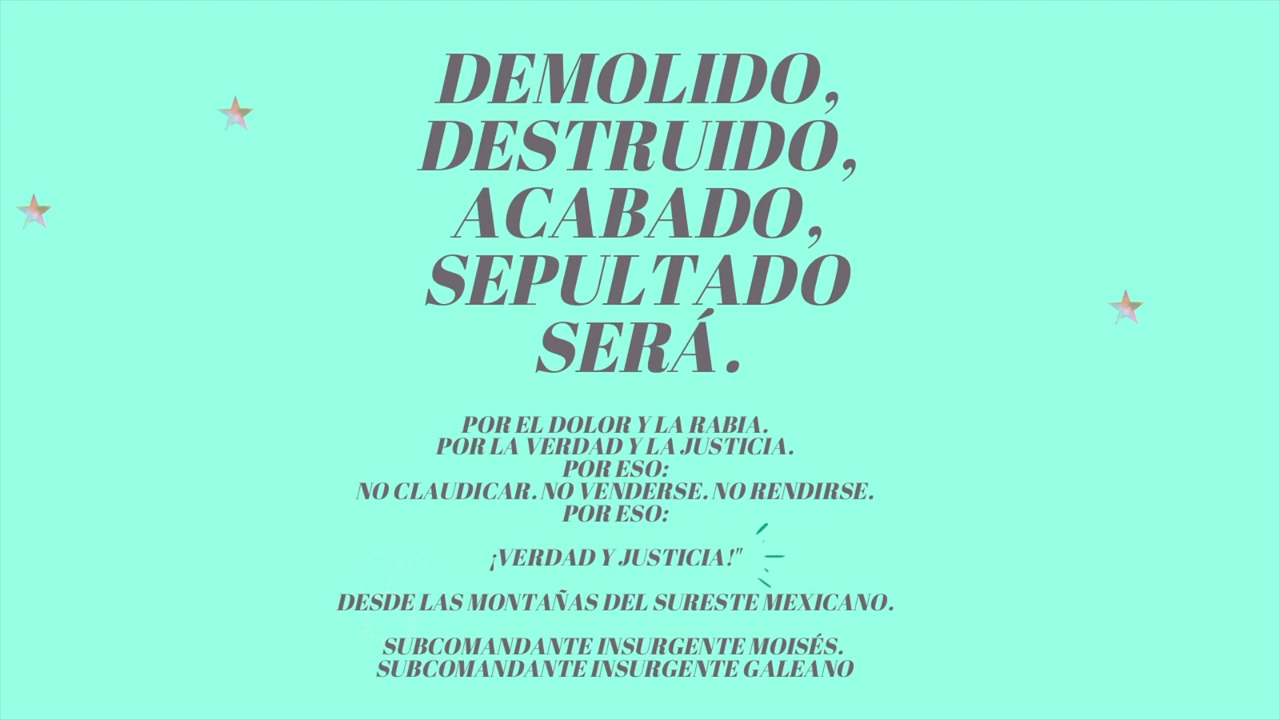 DEMOLIDO,
DESTRUIDO,
ACABADO,
SEPULTADO
SERÁ.
POR EL DOLOR Y LA RABIA.
POR LA VERDAD Y LA JUSTICIA.
POR ESO:
NO CLAUDICAR. NO VENDERSE. NO RENDIRSE.
POR ESO:
¡VERDAD Y JUSTICIA!"
DESDE LAS MONTAÑAS DEL SURESTE MEXICANO.
SUBCOMANDANTE INSURGENTE MOISÉS.
SUBCOMANDANTE INSURGENTE GALEANO